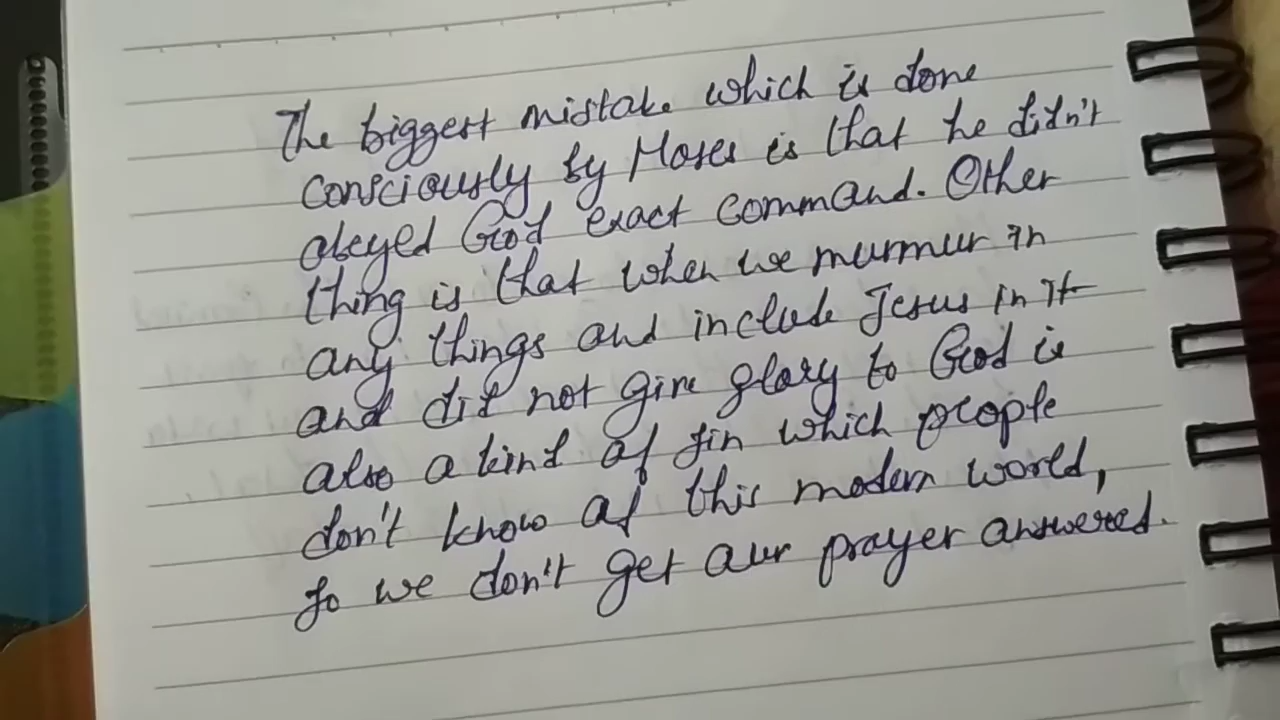 The biggest mistake which is done
consciously by Moses is that he didn't
obeyed God exact command. Other
thing is that when we murmur in
any things and include Jesus in it
and did not give glory to God is
also a kind of sin which people
don't know of this modern world,
so we don't get our prayer answered.